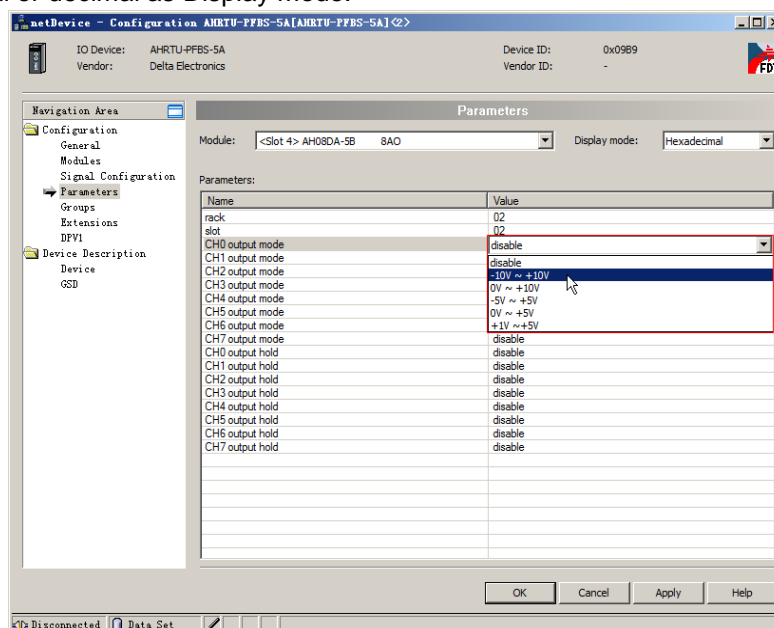 al or decimal as Display mode.
netDevice - Configuration AHRTU-PFBS-5A[AHRTU-PFBS-5A]<2>
IO Device: AHRTU-PFBS-5A Device ID: 0x09B9
Vendor: Delta Electronics Vendor ID: -
FDT
Navigation Area
Parameters
Configuration
General
Modules
Signal Configuration
Parameters
Groups
Extensions
DPV1
Device Description
Device
GSD
Module: <Slot 4> AH08DA-5B 8AO Display mode: Hexadecimal
Parameters:
Name Value
rack 02
slot 02
CH0 output mode disable
CH1 output mode
CH2 output mode
CH3 output mode
CH4 output mode
CH5 output mode
CH6 output mode
disable
-10V ~ +10V
0V ~ +10V
-5V ~ +5V
0V ~ +5V
+1V ~+5V
CH7 output mode disable
CH0 output hold disable
CH1 output hold disable
CH2 output hold disable
CH3 output hold disable
CH4 output hold disable
CH5 output hold disable
CH6 output hold disable
CH7 output hold disable
OK Cancel Apply Help
Disconnected Data Set